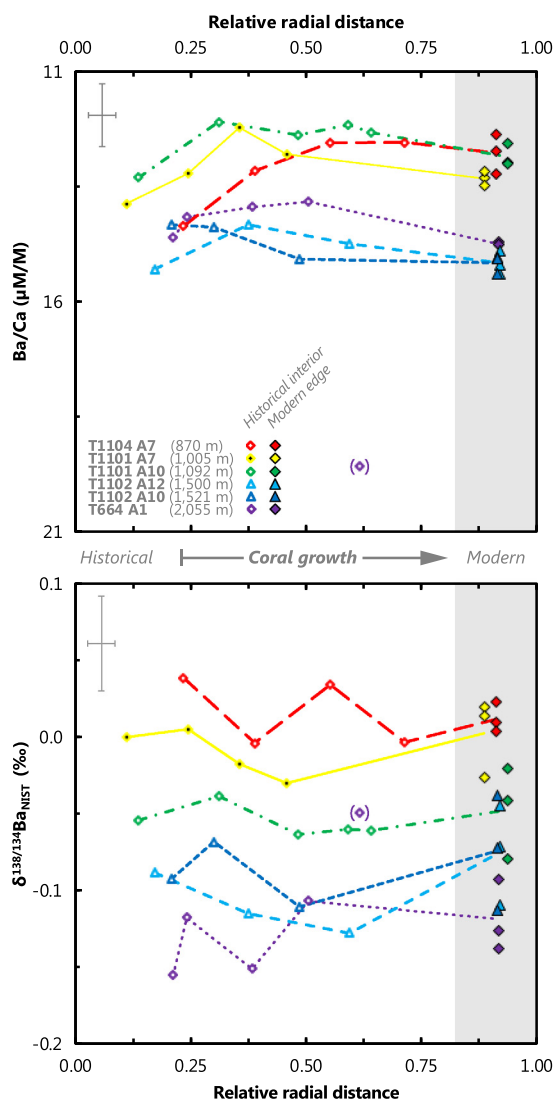 Relative radial distance
0.00 0.25 0.50 0.75 1.00
11
16
21
Ba/Ca (µM/M)
Historical interior
Modern edge
T1104 A7 (870 m)
T1101 A7 (1,005 m)
T1101 A10 (1,092 m)
T1102 A12 (1,500 m)
T1102 A10 (1,521 m)
T664 A1 (2,055 m)
( )
Historical Coral growth Modern
0.1
0.0
-0.1
-0.2
δ138/134BaNIST (‰)
( )
0.00 0.25 0.50 0.75 1.00
Relative radial distance